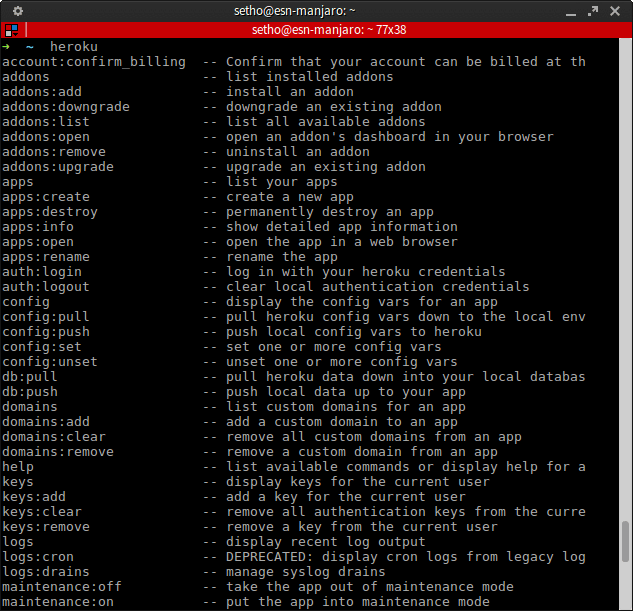 setho@esn-manjaro: ~
setho@esn-manjaro: ~ 77x38
➜  ~  heroku
account:confirm_billing  -- Confirm that your account can be billed at th
addons                   -- list installed addons
addons:add               -- install an addon
addons:downgrade         -- downgrade an existing addon
addons:list              -- list all available addons
addons:open              -- open an addon's dashboard in your browser
addons:remove            -- uninstall an addon
addons:upgrade           -- upgrade an existing addon
apps                     -- list your apps
apps:create              -- create a new app
apps:destroy             -- permanently destroy an app
apps:info                -- show detailed app information
apps:open                -- open the app in a web browser
apps:rename              -- rename the app
auth:login               -- log in with your heroku credentials
auth:logout              -- clear local authentication credentials
config                   -- display the config vars for an app
config:pull              -- pull heroku config vars down to the local env
config:push              -- push local config vars to heroku
config:set               -- set one or more config vars
config:unset             -- unset one or more config vars
db:pull                  -- pull heroku data down into your local databas
db:push                  -- push local data up to your app
domains                  -- list custom domains for an app
domains:add              -- add a custom domain to an app
domains:clear            -- remove all custom domains from an app
domains:remove           -- remove a custom domain from an app
help                     -- list available commands or display help for a
keys                     -- display keys for the current user
keys:add                 -- add a key for the current user
keys:clear               -- remove all authentication keys from the curre
keys:remove              -- remove a key from the current user
logs                     -- display recent log output
logs:cron                -- DEPRECATED: display cron logs from legacy log
logs:drains              -- manage syslog drains
maintenance:off          -- take the app out of maintenance mode
maintenance:on           -- put the app into maintenance mode